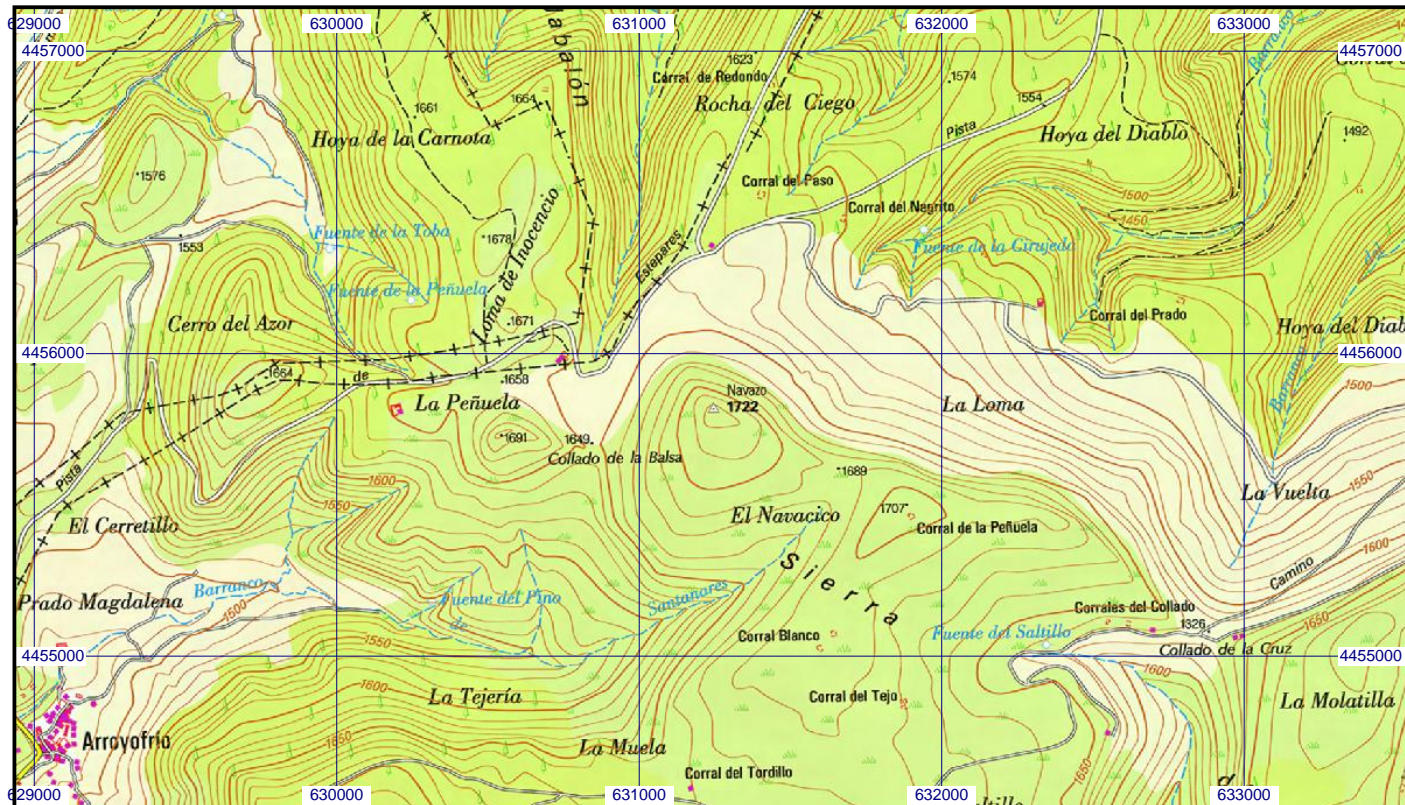 629000
630000
631000
632000
633000
4457000
4457000
Jabalón
1623
Corral de Redondo
1574
Barranco
1664
1661
Rocha del Ciego
1554
Hoya de la Carnota
Pista
Hoya del Diablo
1492
1576
Corral del Paso
1500
Corral del Negrito
1450
Fuente de la Toba
1678
1553
Loma de Inocencio
Estepares
Fuente de la Cirujeda
Fuente de la Peñuela
Corral del Prado
Cerro del Azor
1671
Hoya del Diab
4456000
4456000
1664
de
1658
Navazo
1722
La Peñuela
La Loma
Barranco
1500
1691
1649
Collado de la Balsa
1689
Pista
1600
La Vuelta
1550
1550
1707
El Cerretillo
El Navacico
Corral de la Peñuela
1600
Sierra
Camino
Barranco
Prado Magdalena
1500
Fuente del Pino
de
Santanares
Corrales del Collado
1326
1650
Corral Blanco
Fuente del Saltillo
1550
Collado de la Cruz
4455000
4455000
1600
1600
La Tejería
Corral del Tejo
La Molatilla
Arroyofrío
1650
La Muela
Corral del Tordillo
1650
629000
630000
631000
632000
633000